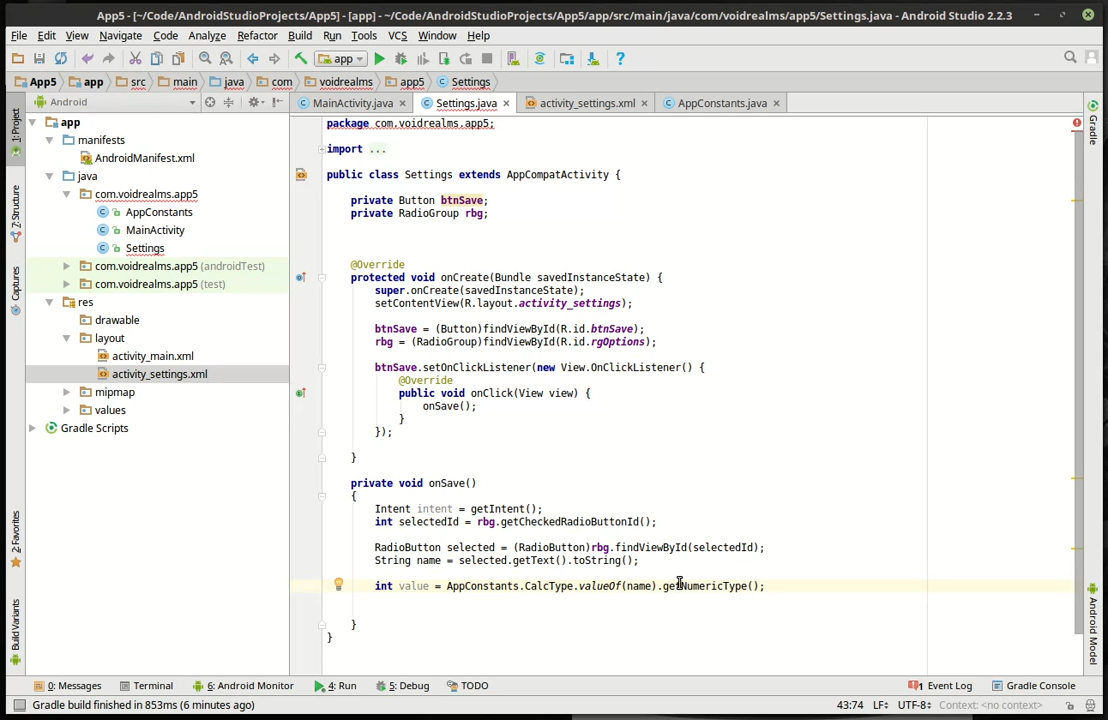 App5 - [~/Code/AndroidStudioProjects/App5] - [app] - ~/Code/AndroidStudioProjects/App5/app/src/main/java/com/voidrealms/app5/Settings.java - Android Studio 2.2.3
File Edit View Navigate Code Analyze Refactor Build Run Tools VCS Window Help
app
App5 app src main java com voidrealms app5 Settings
Android
MainActivity.java Settings.java activity_settings.xml AppConstants.java
1: Project
7: Structure
Captures
2: Favorites
Build Variants
app
manifests
AndroidManifest.xml
java
com.voidrealms.app5
AppConstants
MainActivity
Settings
com.voidrealms.app5 (androidTest)
com.voidrealms.app5 (test)
res
drawable
layout
activity_main.xml
activity_settings.xml
mipmap
values
Gradle Scripts
package com.voidrealms.app5;
import ...
public class Settings extends AppCompatActivity {
private Button btnSave;
private RadioGroup rbg;
@Override
protected void onCreate(Bundle savedInstanceState) {
super.onCreate(savedInstanceState);
setContentView(R.layout.activity_settings);
btnSave = (Button)findViewById(R.id.btnSave);
rbg = (RadioGroup)findViewById(R.id.rgOptions);
btnSave.setOnClickListener(new View.OnClickListener() {
@Override
public void onClick(View view) {
onSave();
}
});
}
private void onSave()
{
Intent intent = getIntent();
int selectedId = rbg.getCheckedRadioButtonId();
RadioButton selected = (RadioButton)rbg.findViewById(selectedId);
String name = selected.getText().toString();
int value = AppConstants.CalcType.valueOf(name).getNumericType();
}
}
Gradle
Android Model
0: Messages Terminal 6: Android Monitor 4: Run 5: Debug TODO 1 Event Log Gradle Console
Gradle build finished in 853ms (6 minutes ago) 43:74 LF÷ UTF-8÷ Context: <no context>